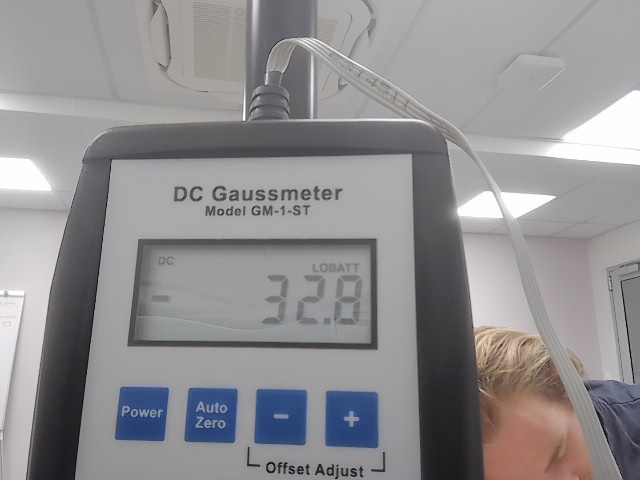 DC Gaussmeter
Model GM-1-ST
DC
LOBATT
- 32.8
Power
Auto
Zero
-
+
Offset Adjust